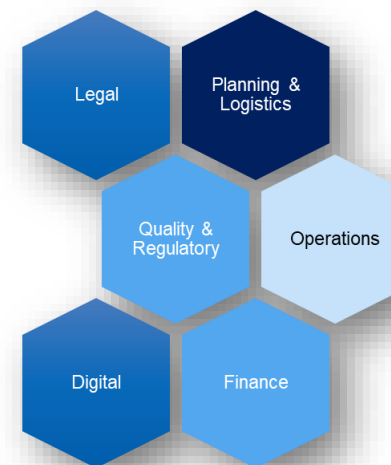 Legal
Planning &
Logistics
Quality &
Regulatory
Operations
Digital
Finance